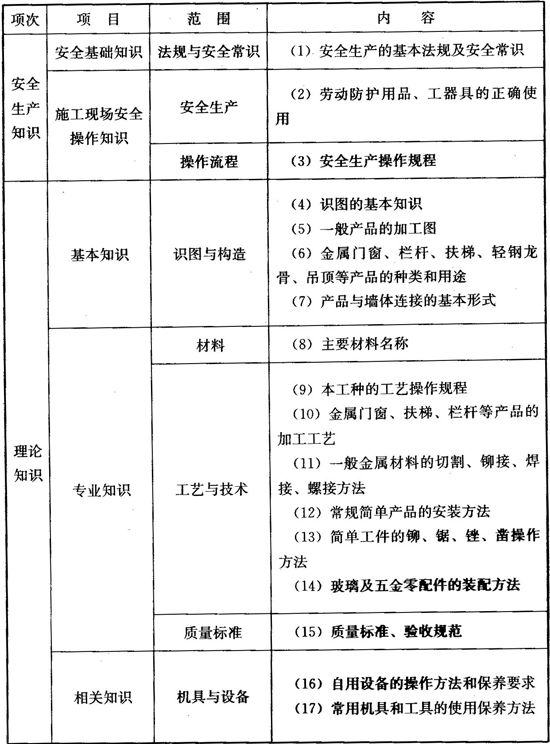 项次 项目 范围 内容
安全生产知识
安全基础知识 法规与安全常识 （1）安全生产的基本法规及安全常识
施工现场安全操作知识
安全生产 （2）劳动防护用品、工器具的正确使
用
操作流程 （3）安全生产操作规程
理论知识
基本知识 识图与构造
（4）识图的基本知识
（5）一般产品的加工图
（6）金属门窗、栏杆、扶梯、轻钢龙
骨、吊顶等产品的种类和用途
（7）产品与墙体连接的基本形式
专业知识
材料 （8）主要材料名称
工艺与技术
（9）本工种的工艺操作规程
（10）金属门窗、扶梯、栏杆等产品的
加工工艺
（11）一般金属材料的切割、铆接、焊
接、螺接方法
（12）常规简单产品的安装方法
（13）简单工件的铆、锯、锉、凿操作
方法
（14）玻璃及五金零配件的装配方法
质量标准 （15）质量标准、验收规范
相关知识 机具与设备
（16）自用设备的操作方法和保养要求
（17）常用机具和工具的使用保养方法